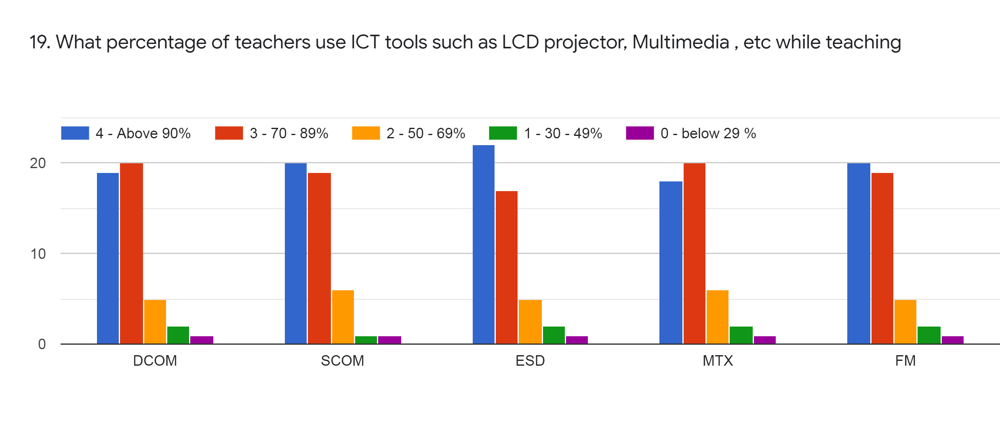 19. What percentage of teachers use ICT tools such as LCD projector, Multimedia , etc while teaching
4 - Above 90% 3 - 70 - 89% 2 - 50 - 69% 1 - 30 - 49% 0 - below 29 %
20
10
0
DCOM SCOM ESD MTX FM